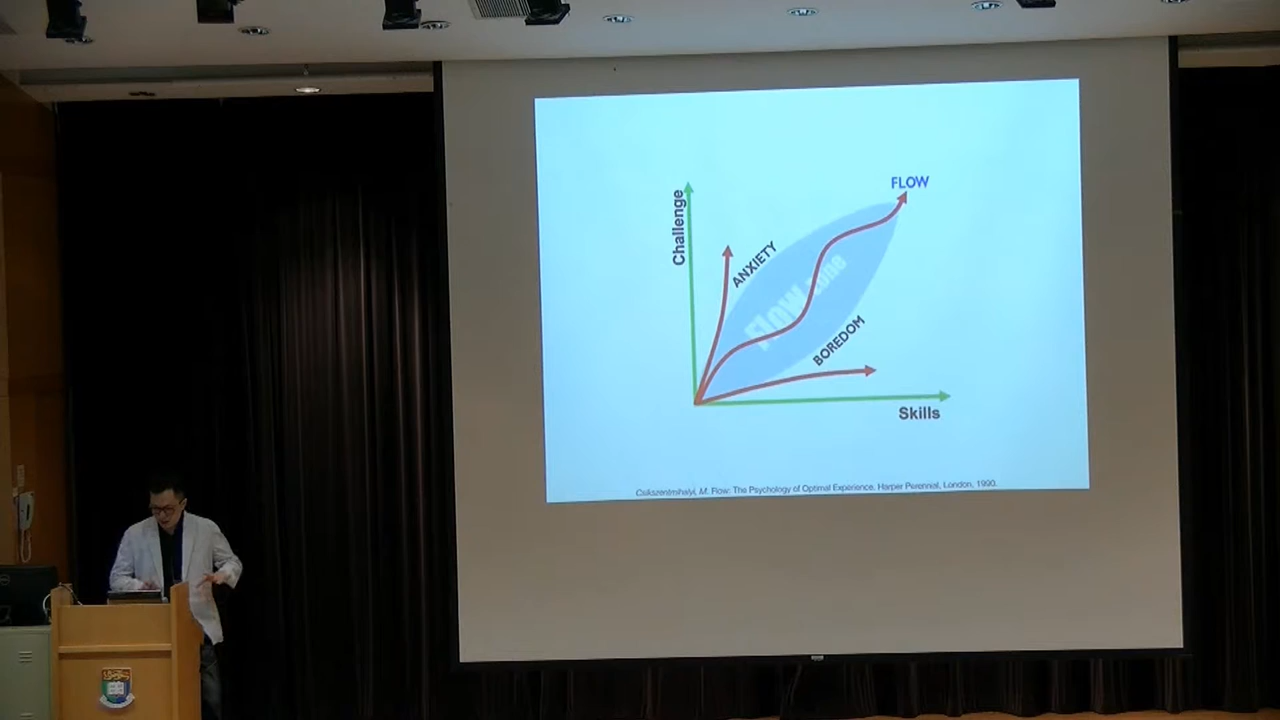 FLOW
Challenge
ANXIETY
Flow zone
BOREDOM
Skills
Csikszentmihalyi, M. Flow: The Psychology of Optimal Experience. Harper Perennial, London, 1990.